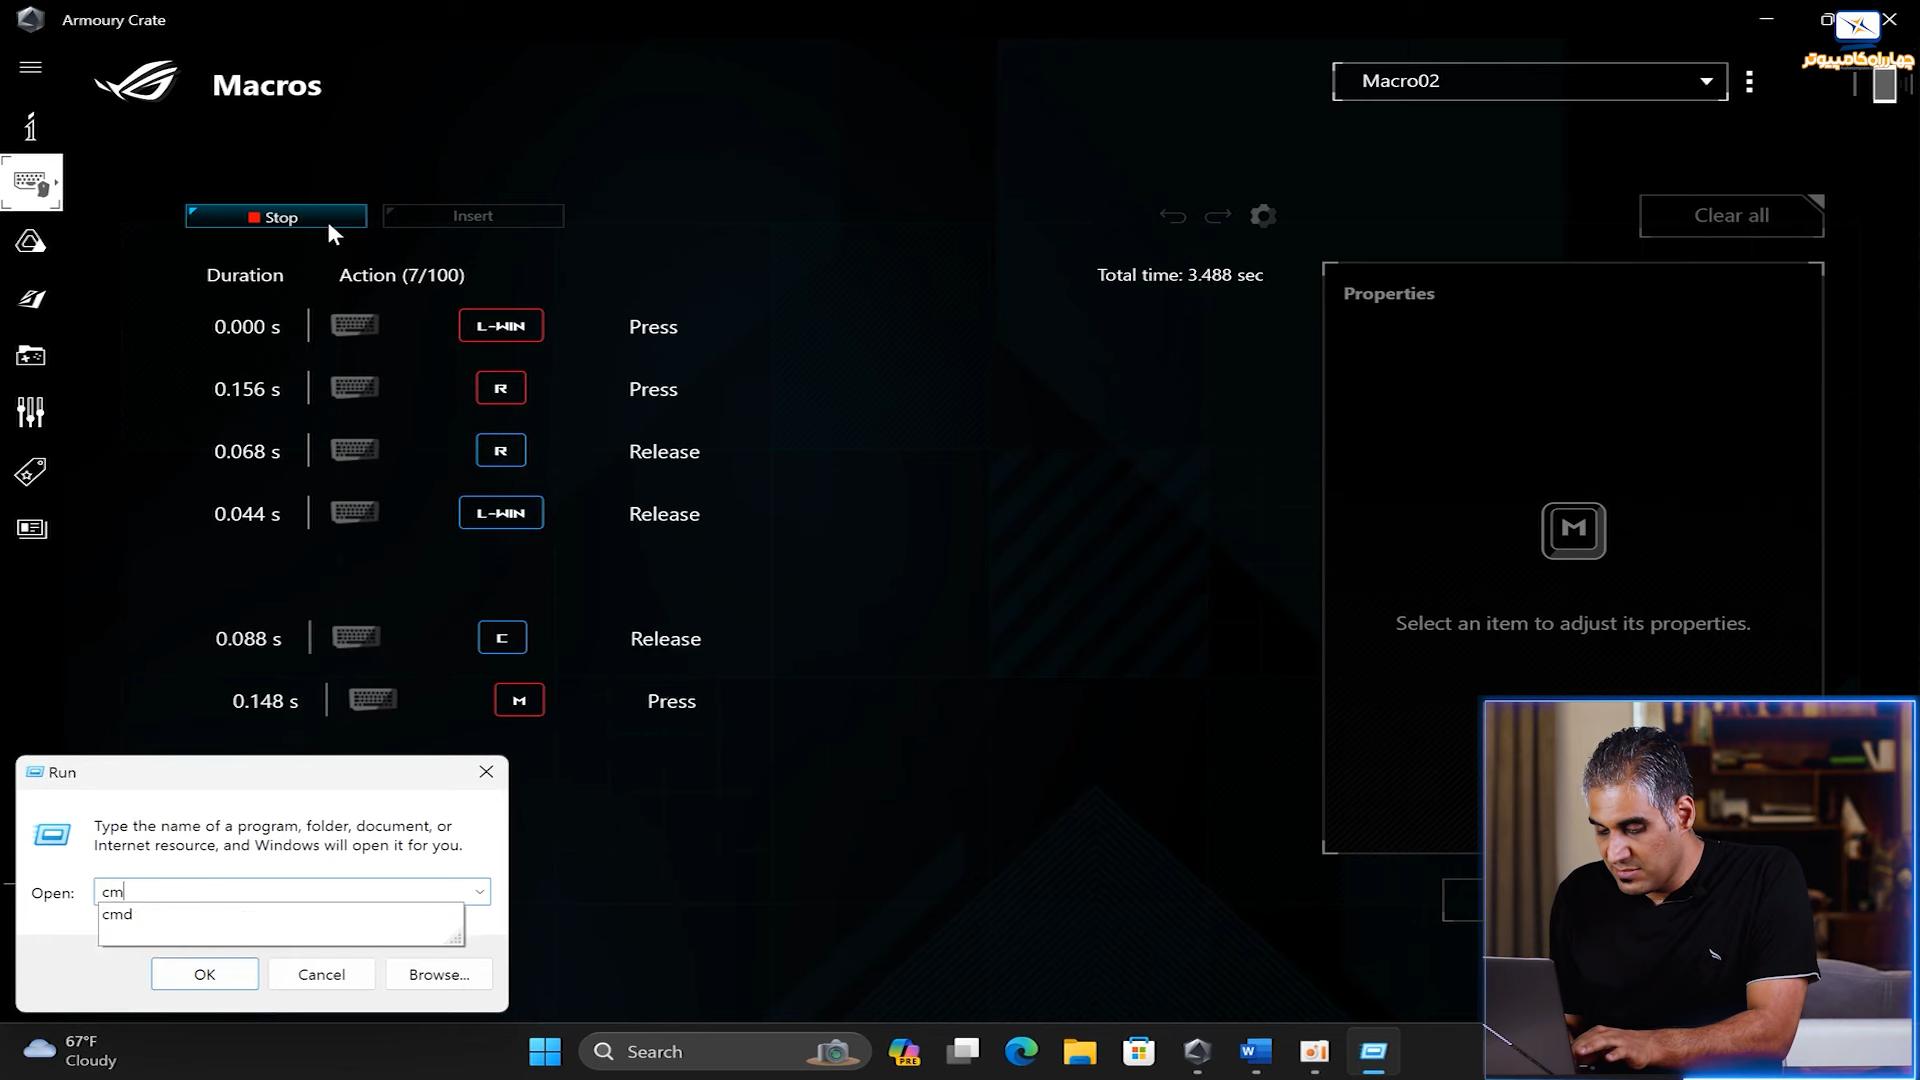 Armoury Crate
Macros
Macro02
چهارراه کامپیوتر
Stop
Insert
Clear all
Duration
Action (7/100)
Total time: 3.488 sec
Properties
0.000 s
L-WIN
Press
0.156 s
R
Press
0.068 s
R
Release
0.044 s
L-WIN
Release
0.088 s
C
Release
0.148 s
M
Press
M
Select an item to adjust its properties.
Run
Type the name of a program, folder, document, or
Internet resource, and Windows will open it for you.
Open:
cm
cmd
OK
Cancel
Browse...
67°F
Cloudy
Search
PRE
W